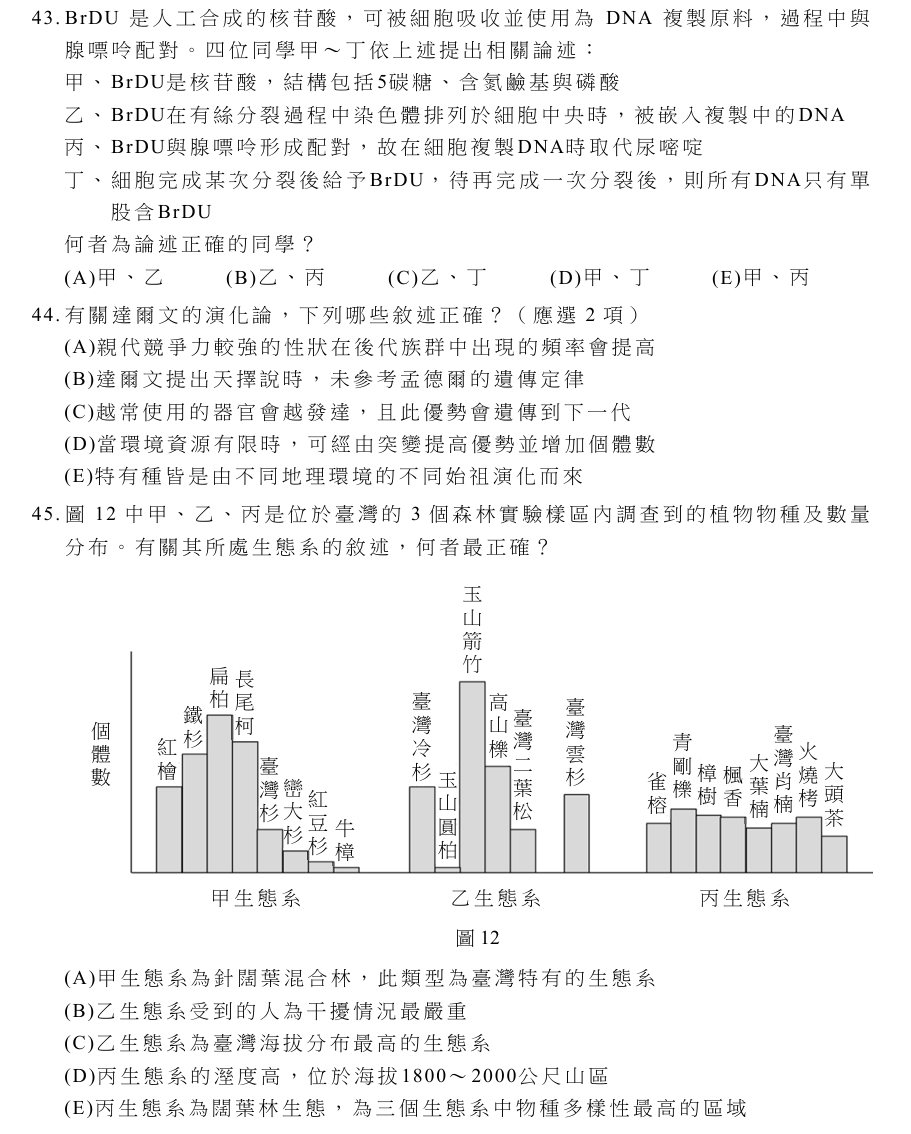 43.BrDU 是人工合成的核苷酸，可被細胞吸收並使用為 DNA 複製原料，過程中與
腺嘌呤配對。四位同學甲～丁依上述提出相關論述：
甲、BrDU是核苷酸，結構包括5碳糖、含氮鹼基與磷酸
乙、BrDU在有絲分裂過程中染色體排列於細胞中央時，被嵌入複製中的DNA
丙、BrDU與腺嘌呤形成配對，故在細胞複製DNA時取代尿嘧啶
丁、細胞完成某次分裂後給予BrDU，待再完成一次分裂後，則所有DNA只有單
股含BrDU
何者為論述正確的同學？
(A)甲、乙 (B)乙、丙 (C)乙、丁 (D)甲、丁 (E)甲、丙
44.有關達爾文的演化論，下列哪些敘述正確？（應選 2 項）
(A)親代競爭力較強的性狀在後代族群中出現的頻率會提高
(B)達爾文提出天擇說時，未參考孟德爾的遺傳定律
(C)越常使用的器官會越發達，且此優勢會遺傳到下一代
(D)當環境資源有限時，可經由突變提高優勢並增加個體數
(E)特有種皆是由不同地理環境的不同始祖演化而來
45.圖 12 中甲、乙、丙是位於臺灣的 3 個森林實驗樣區內調查到的植物物種及數量
分布。有關其所處生態系的敘述，何者最正確？
個體數
紅檜
鐵杉
扁柏
長尾柯
臺灣杉
巒大杉
紅豆杉
牛樟
臺灣冷杉
玉山圓柏
玉山箭竹
高山櫟
臺灣二葉松
臺灣雲杉
雀榕
青剛櫟
樟樹
楓香
大葉楠
臺灣肖楠
火燒栲
大頭茶
甲生態系
乙生態系
丙生態系
圖 12
(A)甲生態系為針闊葉混合林，此類型為臺灣特有的生態系
(B)乙生態系受到的人為干擾情況最嚴重
(C)乙生態系為臺灣海拔分布最高的生態系
(D)丙生態系的溼度高，位於海拔1800～2000公尺山區
(E)丙生態系為闊葉林生態，為三個生態系中物種多樣性最高的區域